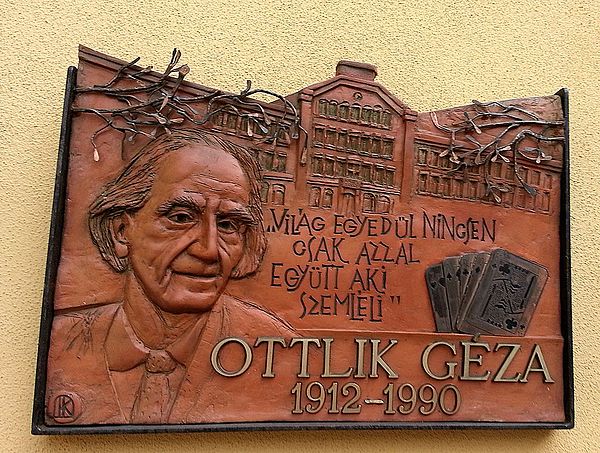 „VILÁG EGYEDÜL NINCSEN
CSAK AZZAL
EGYÜTT AKI
SZEMLÉLI”
OTTLIK GÉZA
1912-1990